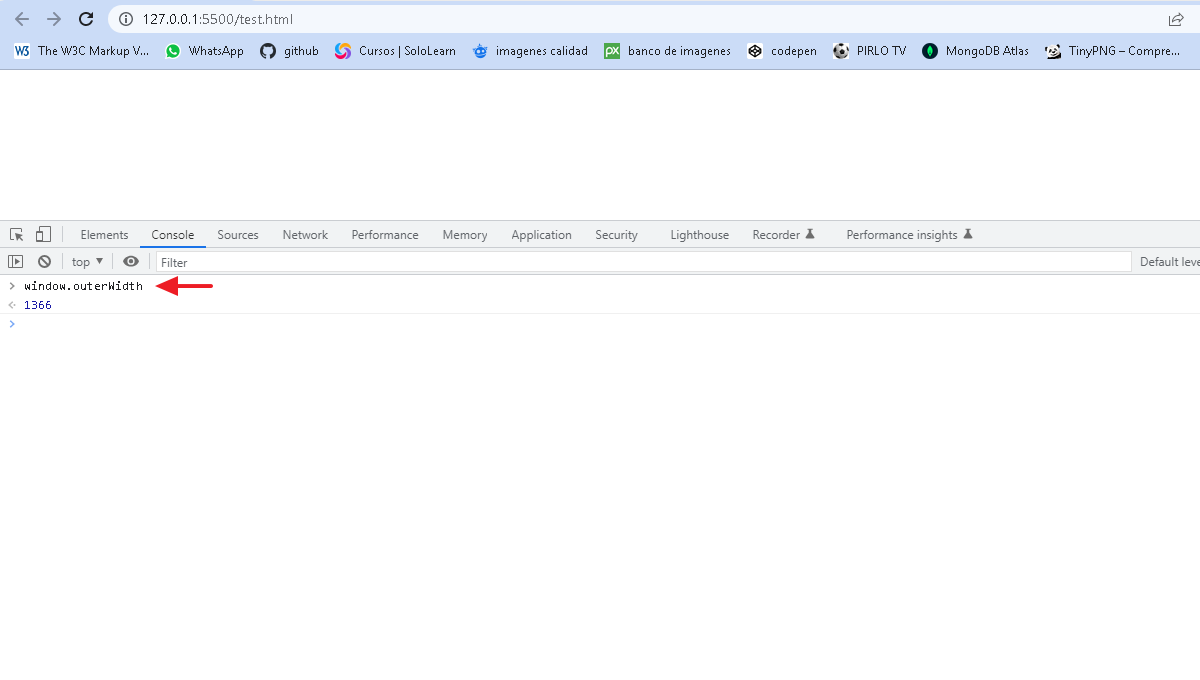 127.0.0.1:5500/test.html
The W3C Markup V... WhatsApp github Cursos | SoloLearn imagenes calidad px banco de imagenes codepen PIRLO TV MongoDB Atlas TinyPNG – Compre...
Elements Console Sources Network Performance Memory Application Security Lighthouse Recorder Performance insights
top Filter Default leve
window.outerWidth
1366